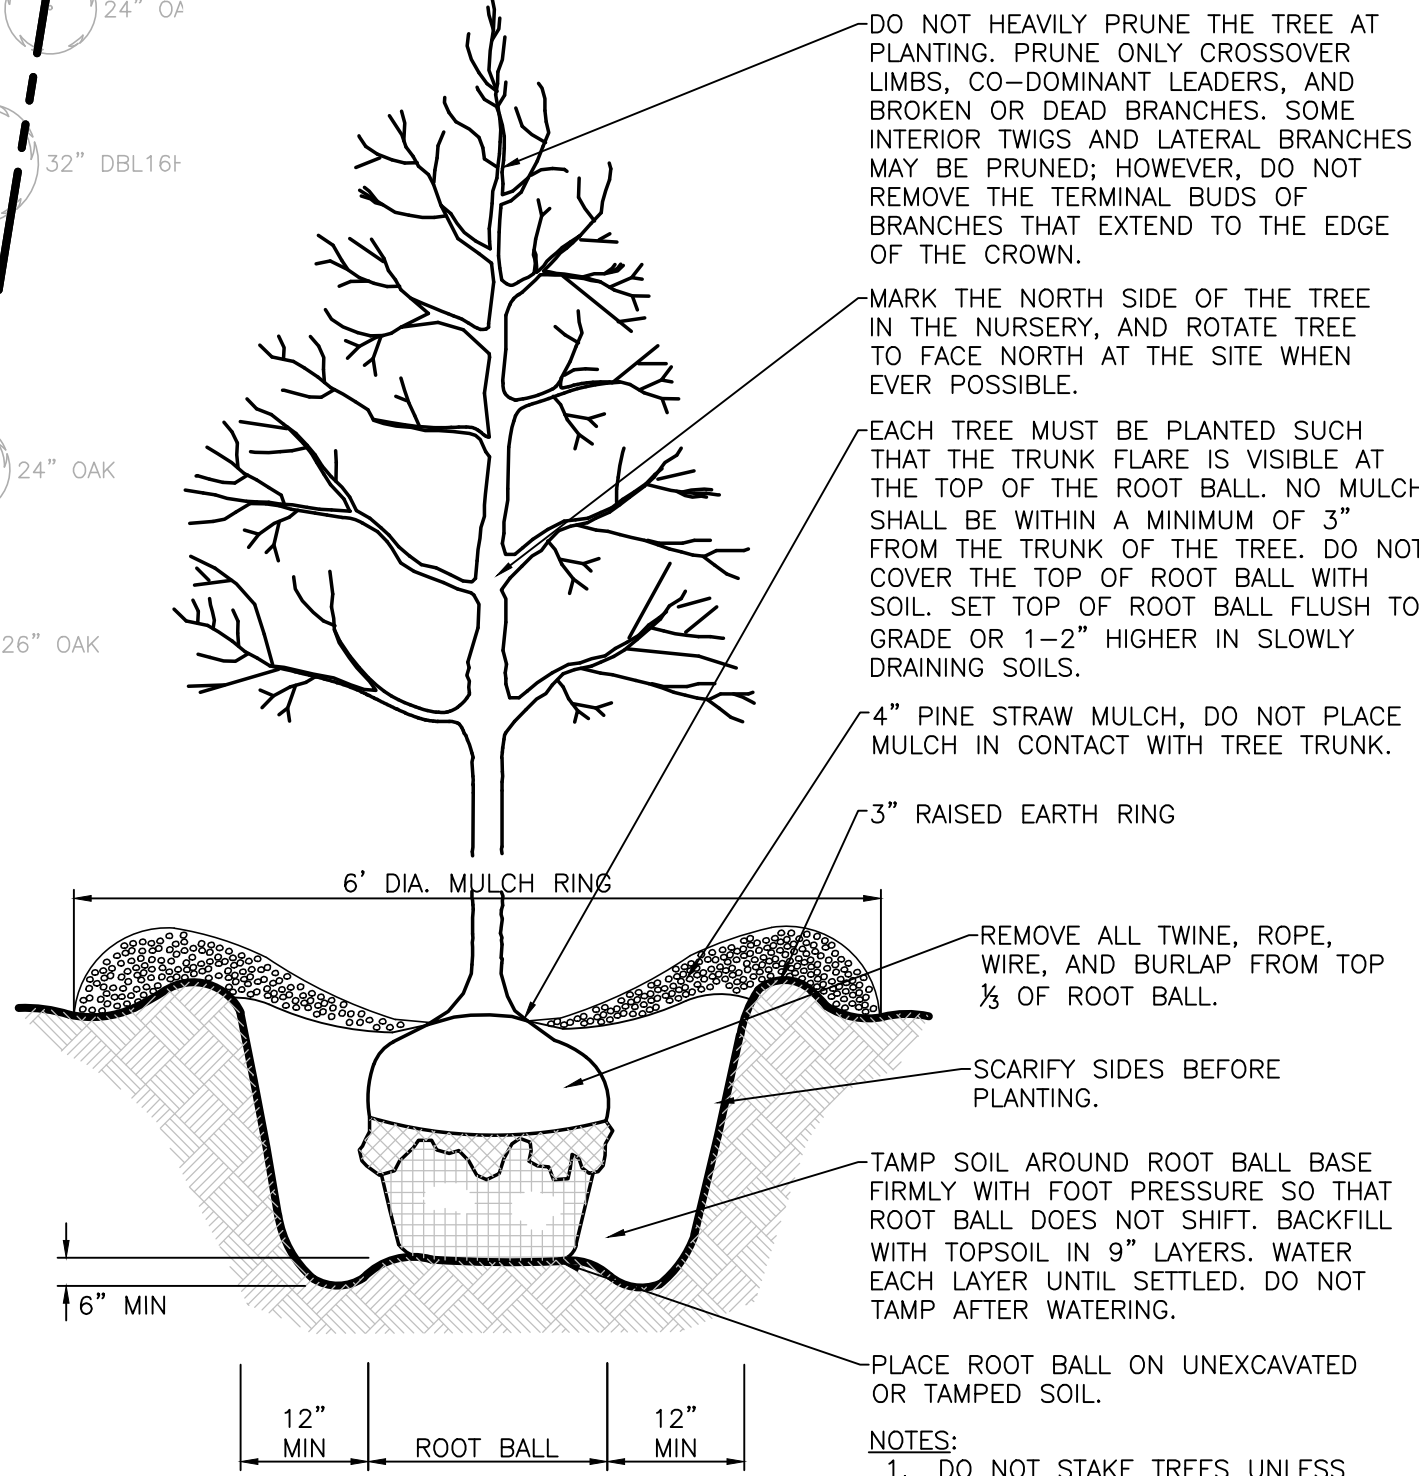 24" OA
32" DBL16H
24" OAK
26" OAK
DO NOT HEAVILY PRUNE THE TREE AT
PLANTING. PRUNE ONLY CROSSOVER
LIMBS, CO-DOMINANT LEADERS, AND
BROKEN OR DEAD BRANCHES. SOME
INTERIOR TWIGS AND LATERAL BRANCHES
MAY BE PRUNED; HOWEVER, DO NOT
REMOVE THE TERMINAL BUDS OF
BRANCHES THAT EXTEND TO THE EDGE
OF THE CROWN.
MARK THE NORTH SIDE OF THE TREE
IN THE NURSERY, AND ROTATE TREE
TO FACE NORTH AT THE SITE WHEN
EVER POSSIBLE.
EACH TREE MUST BE PLANTED SUCH
THAT THE TRUNK FLARE IS VISIBLE AT
THE TOP OF THE ROOT BALL. NO MULCH
SHALL BE WITHIN A MINIMUM OF 3"
FROM THE TRUNK OF THE TREE. DO NOT
COVER THE TOP OF ROOT BALL WITH
SOIL. SET TOP OF ROOT BALL FLUSH TO
GRADE OR 1-2" HIGHER IN SLOWLY
DRAINING SOILS.
4" PINE STRAW MULCH, DO NOT PLACE
MULCH IN CONTACT WITH TREE TRUNK.
3" RAISED EARTH RING
6' DIA. MULCH RING
REMOVE ALL TWINE, ROPE,
WIRE, AND BURLAP FROM TOP
⅓ OF ROOT BALL.
SCARIFY SIDES BEFORE
PLANTING.
TAMP SOIL AROUND ROOT BALL BASE
FIRMLY WITH FOOT PRESSURE SO THAT
ROOT BALL DOES NOT SHIFT. BACKFILL
WITH TOPSOIL IN 9" LAYERS. WATER
EACH LAYER UNTIL SETTLED. DO NOT
TAMP AFTER WATERING.
6" MIN
PLACE ROOT BALL ON UNEXCAVATED
OR TAMPED SOIL.
12"
MIN
ROOT BALL
12"
MIN
NOTES:
1. DO NOT STAKE TREES UNLESS